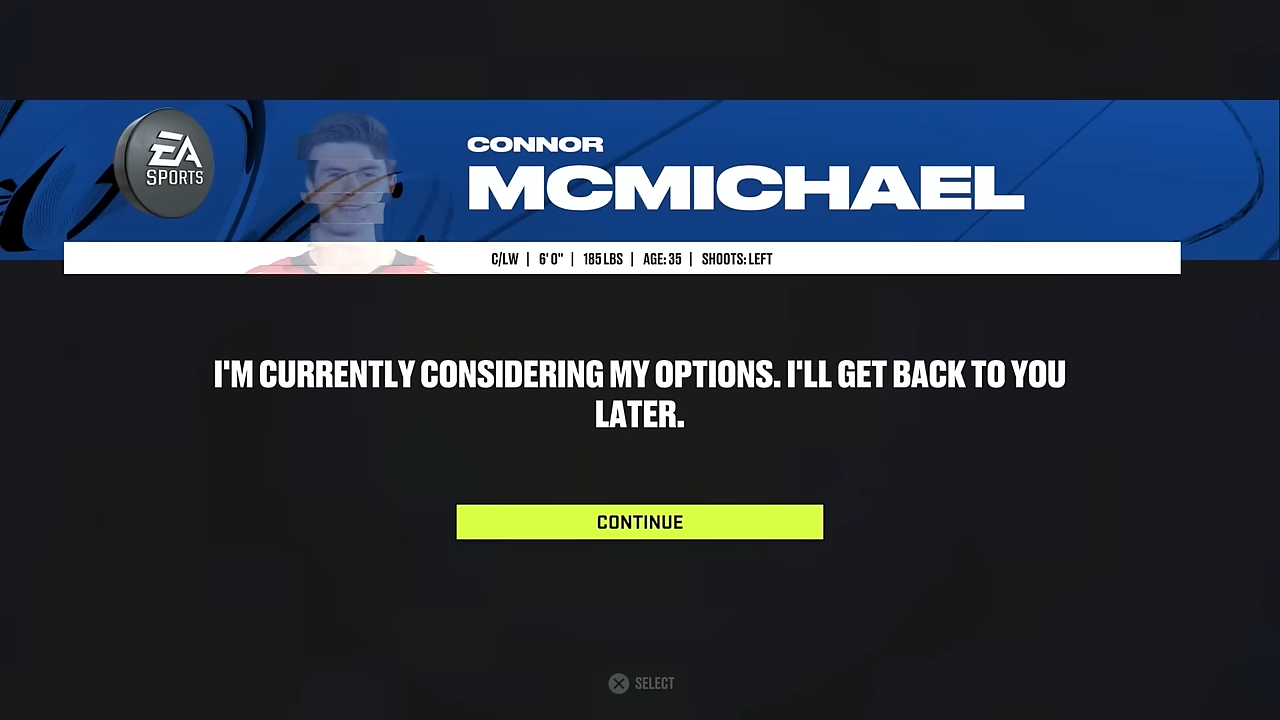 EA
SPORTS
CONNOR
MCMICHAEL
C/LW | 6' 0" | 185 LBS | AGE: 35 | SHOOTS: LEFT
I'M CURRENTLY CONSIDERING MY OPTIONS. I'LL GET BACK TO YOU
LATER.
CONTINUE
SELECT